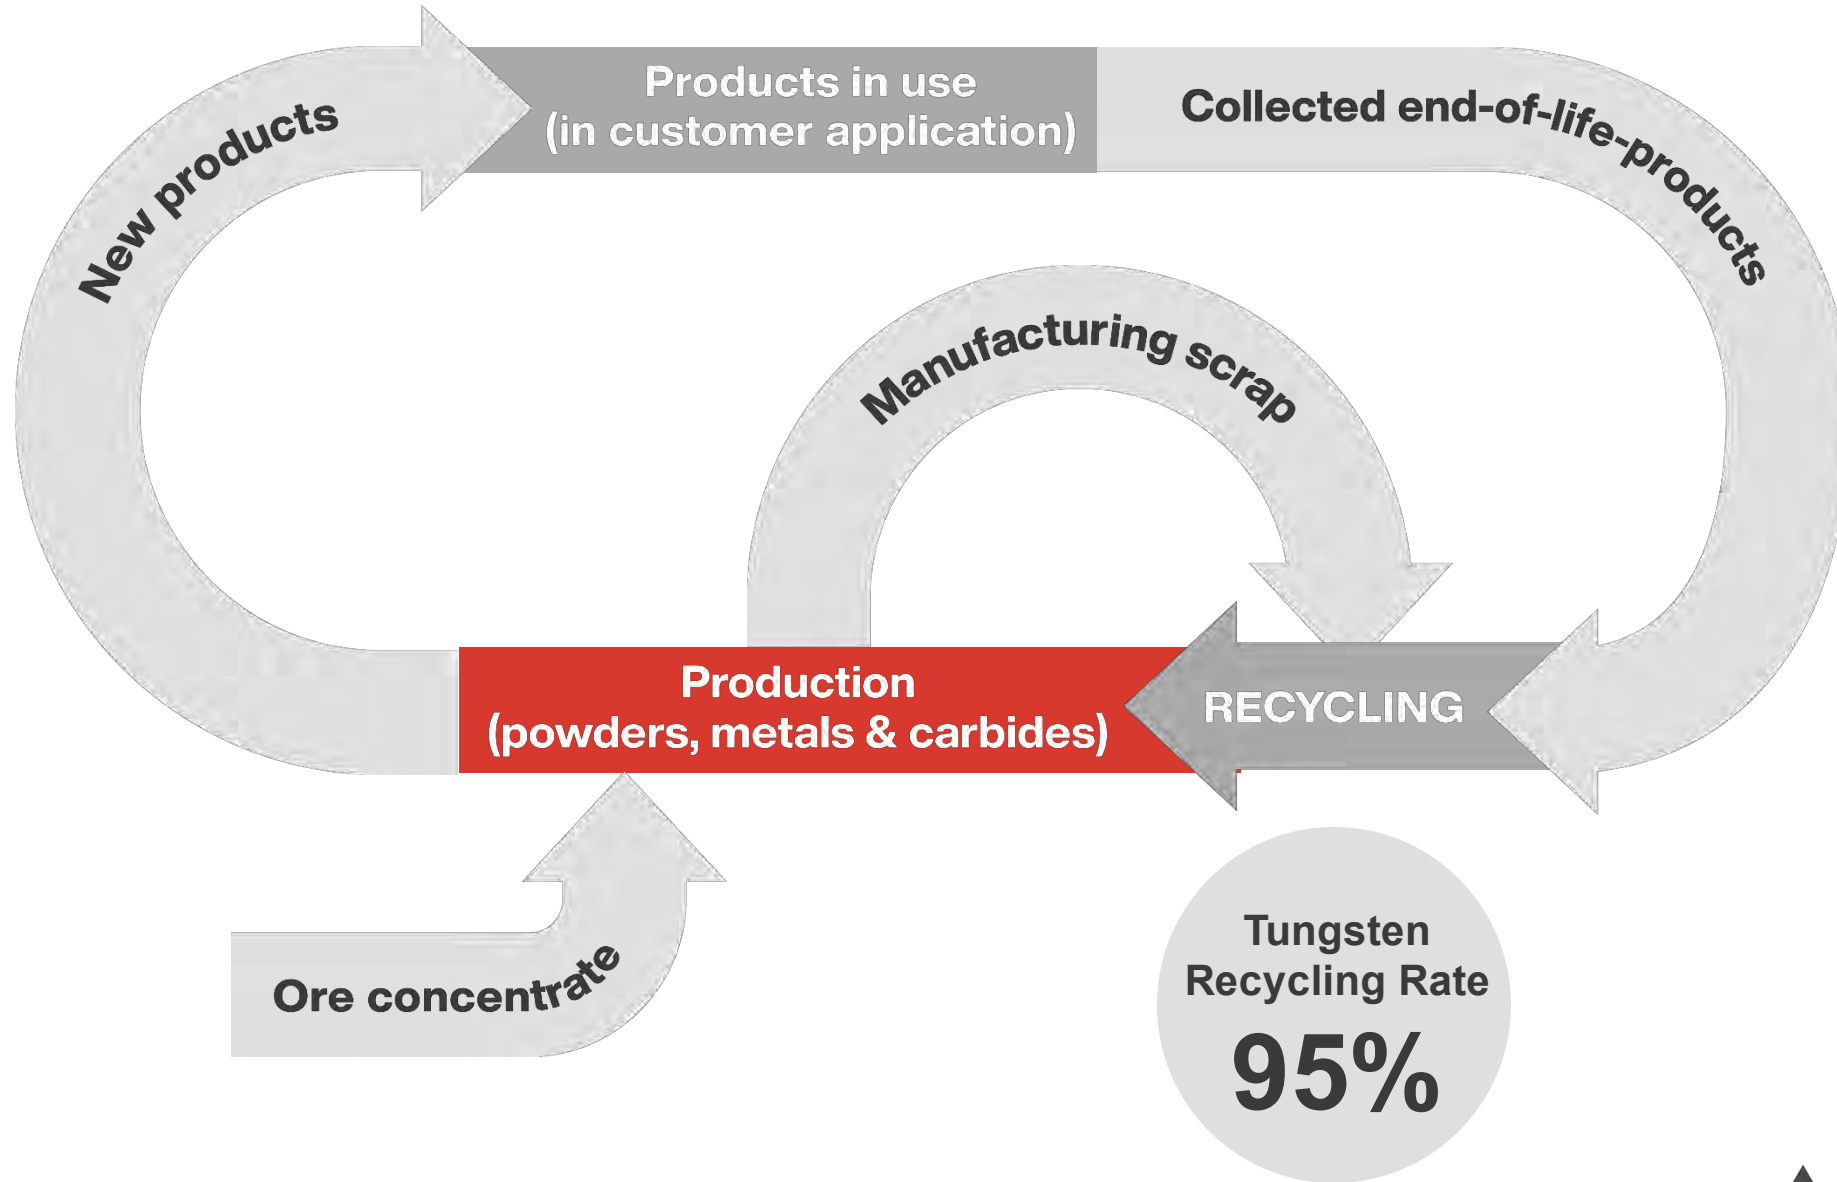 Products in use
(in customer application)
Collected end-of-life-products
New products
Manufacturing scrap
Production
(powders, metals & carbides)
RECYCLING
Ore concentrate
Tungsten
Recycling Rate
95%